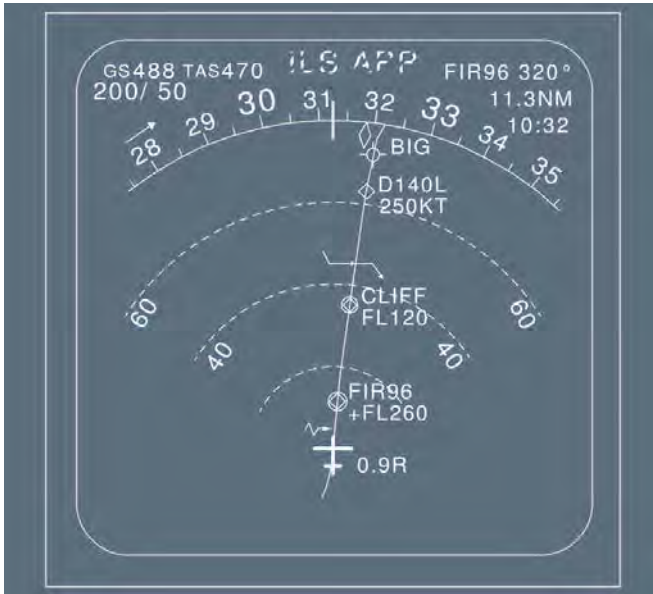 ILS APP
GS488 TAS470
200/ 50
FIR96 320°
11.3NM
10:32
28 29 30 31 32 33 34 35
BIG
D140L
250KT
60 60
CLIFF
FL120
40 40
FIR96
+FL260
0.9R